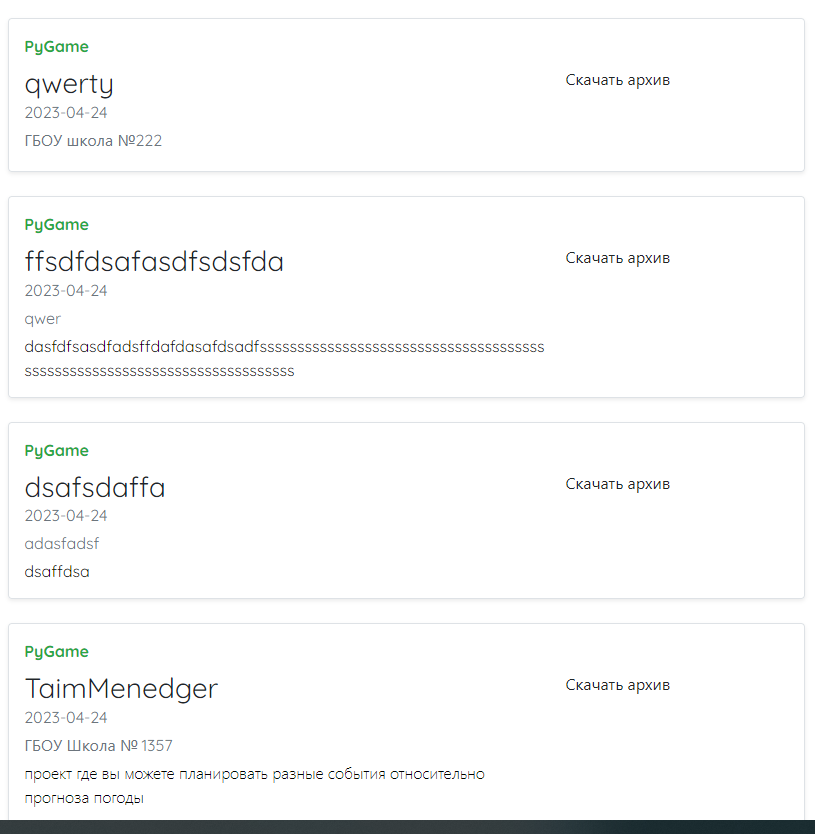 PyGame
qwerty
Скачать архив
2023-04-24
ГБОУ школа №222
PyGame
ffsdfdsafasdfsdsfda
Скачать архив
2023-04-24
qwer
dasfdfsasdfadsffdafdasafdsadfssssssssssssssssssssssssssssssssssssss
ssssssssssssssssssssssssssssssssssss
PyGame
dsafsdaffa
Скачать архив
2023-04-24
adasfadsf
dsaffdsa
PyGame
TaimMenedger
Скачать архив
2023-04-24
ГБОУ Школа № 1357
проект где вы можете планировать разные события относительно
прогноза погоды